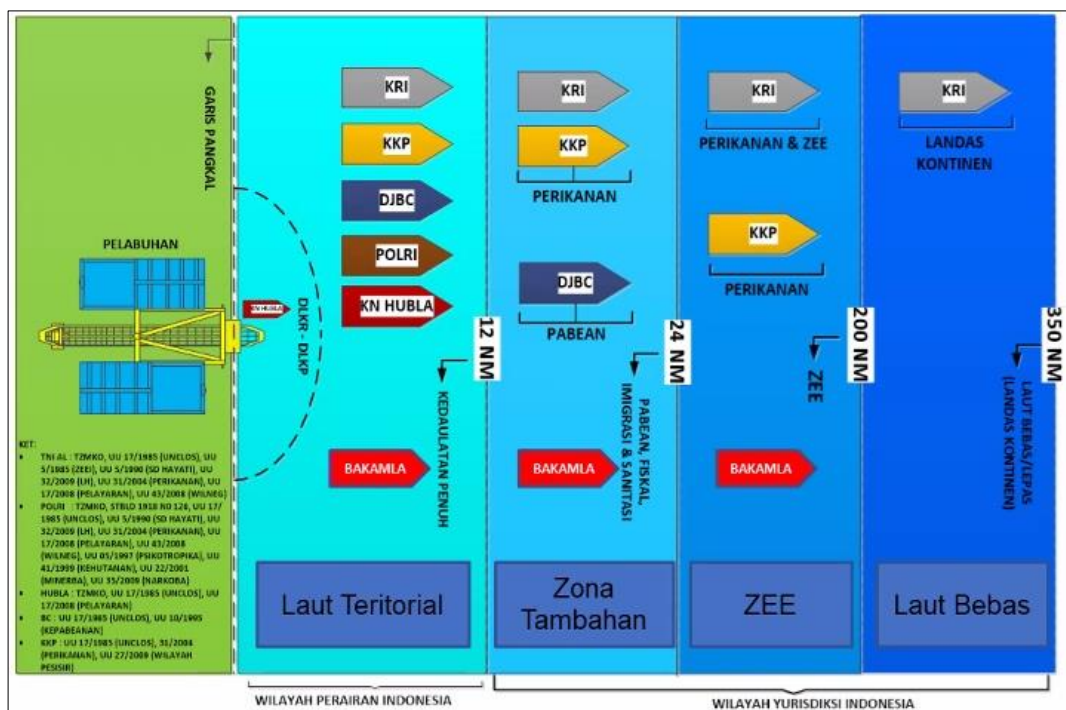 GARIS PANGKAL
PELABUHAN
KN HUBLA
DLKR - DLKP
KET:
• TNI AL : TZMKO, UU 17/1985 (UNCLOS), UU
5/1985 (ZEEI), UU 5/1990 (SD HAYATI), UU
32/2009 (LH), UU 31/2004 (PERIKANAN), UU
17/2008 (PELAYARAN), UU 43/2008 (WILNEG)
• POLRI : TZMKO, STBLD 1918 NO 126, UU 17/
1985 (UNCLOS), UU 5/1990 (SD HAYATI), UU
32/2009 (LH), UU 31/2004 (PERIKANAN), UU
17/2008 (PELAYARAN), UU 43/2008
(WILNEG), UU 05/1997 (PSIKOTROPIKA), UU
41/1999 (KEHUTANAN), UU 22/2001
(MINERBA), UU 35/2009 (NARKOBA)
• HUBLA : TZMKO, UU 17/1985 (UNCLOS), UU
17/2008 (PELAYARAN)
• BC : UU 17/1985 (UNCLOS), UU 10/1995
(KEPABEANAN)
• KKP : UU 17/1985 (UNCLOS), 31/2004
(PERIKANAN), UU 27/2009 (WILAYAH
PESISIR)
KRI
KKP
DJBC
POLRI
KN HUBLA
12 NM
KEDAULATAN PENUH
BAKAMLA
Laut Teritorial
WILAYAH PERAIRAN INDONESIA
KRI
KKP
PERIKANAN
DJBC
PABEAN
24 NM
PABEAN, FISKAL,
IMIGRASI & SANITASI
BAKAMLA
Zona
Tambahan
KRI
PERIKANAN & ZEE
KKP
PERIKANAN
200 NM
ZEE
BAKAMLA
ZEE
KRI
LANDAS
KONTINEN
350 NM
LAUT BEBAS/LEPAS
(LANDAS KONTINEN)
Laut Bebas
WILAYAH YURISDIKSI INDONESIA